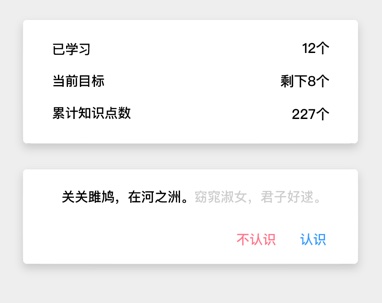 已学习 12个
当前目标 剩下8个
累计知识点数 227个
关关雎鸠，在河之洲。窈窕淑女，君子好逑。
不认识 认识